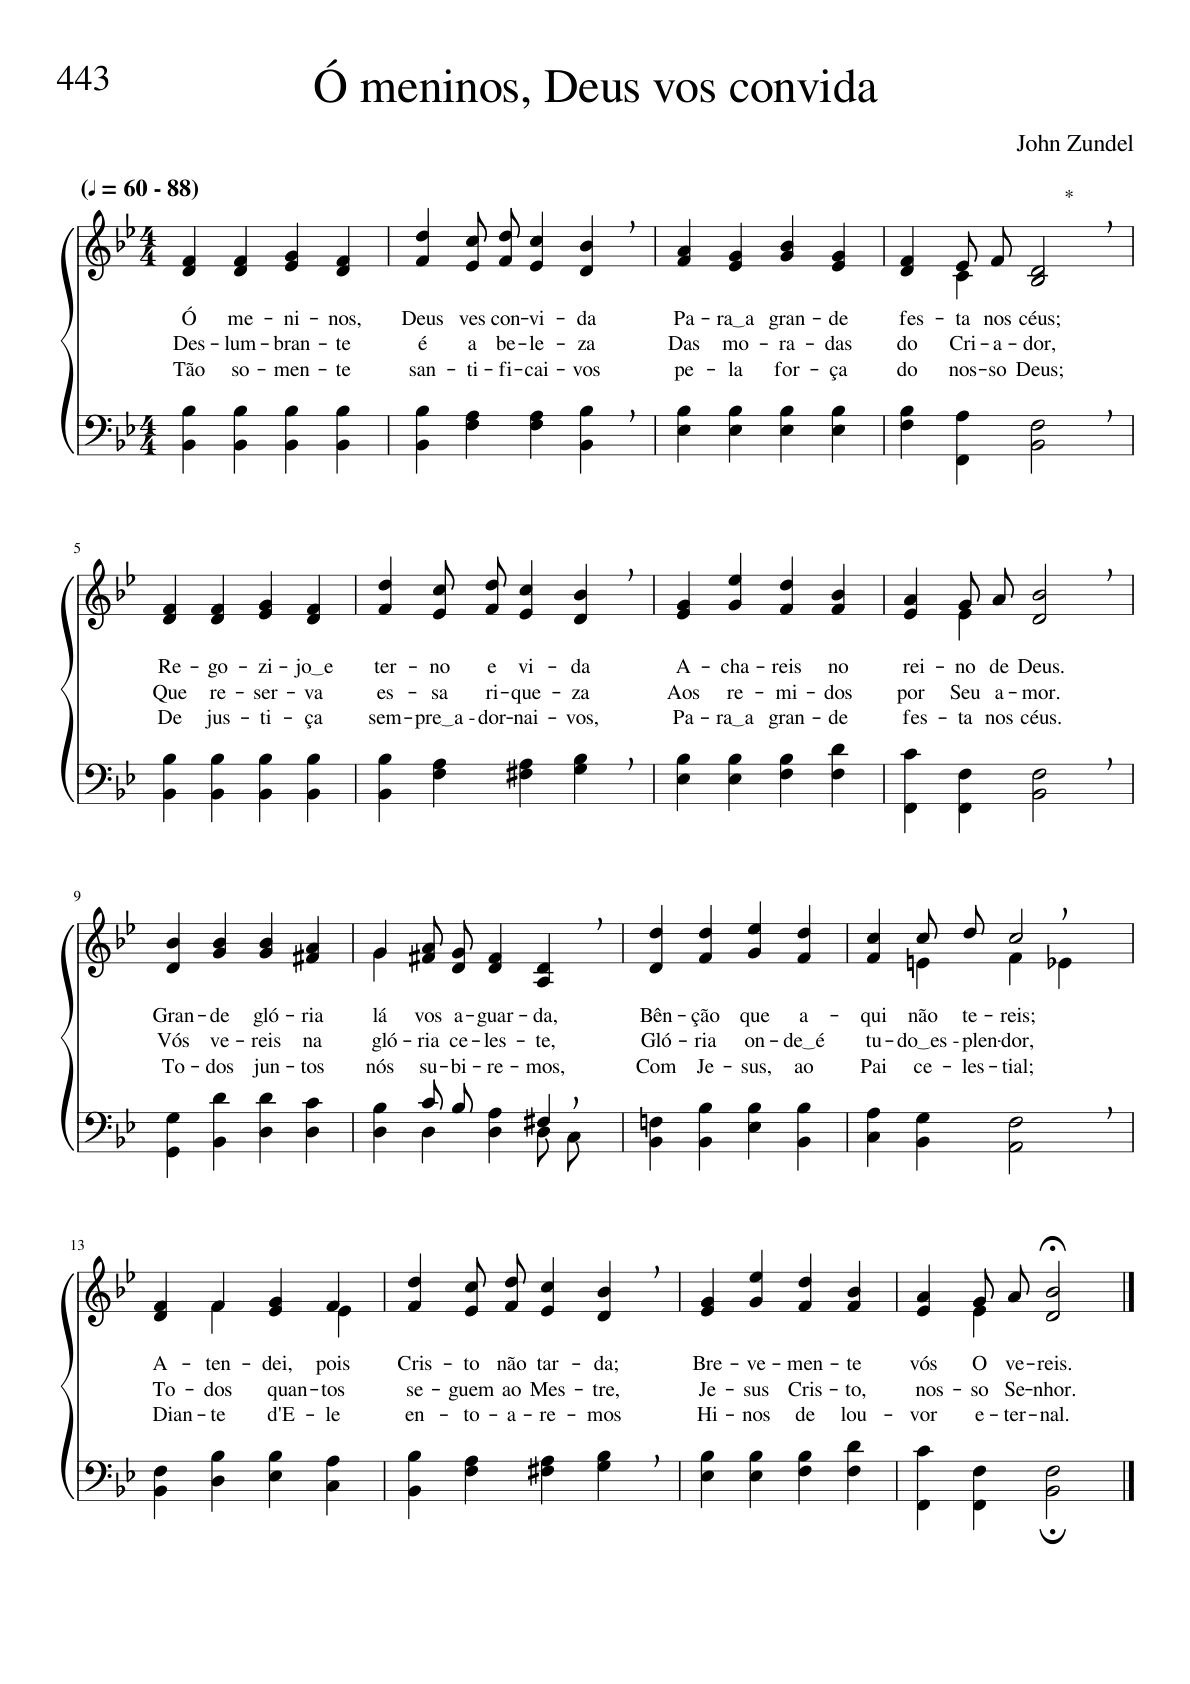 443
Ó meninos, Deus vos convida
John Zundel
(♩ = 60 - 88)
*
Ó me - ni - nos, Deus ves con - vi - da Pa - ra‿a gran - de fes - ta nos céus;
Des - lum - bran - te é a be - le - za Das mo - ra - das do Cri - a - dor,
Tão so - men - te san - ti - fi - cai - vos pe - la for - ça do nos - so Deus;
5
Re - go - zi - jo‿e ter - no e vi - da A - cha - reis no rei - no de Deus.
Que re - ser - va es - sa ri - que - za Aos re - mi - dos por Seu a - mor.
De jus - ti - ça sem - pre‿a - dor - nai - vos, Pa - ra‿a gran - de fes - ta nos céus.
9
Gran - de gló - ria lá vos a - guar - da, Bên - ção que a - qui não te - reis;
Vós ve - reis na gló - ria ce - les - te, Gló - ria on - de‿é tu - do‿es - plen - dor,
To - dos jun - tos nós su - bi - re - mos, Com Je - sus, ao Pai ce - les - tial;
13
A - ten - dei, pois Cris - to não tar - da; Bre - ve - men - te vós O ve - reis.
To - dos quan - tos se - guem ao Mes - tre, Je - sus Cris - to, nos - so Se - nhor.
Dian - te d'E - le en - to - a - re - mos Hi - nos de lou - vor e - ter - nal.